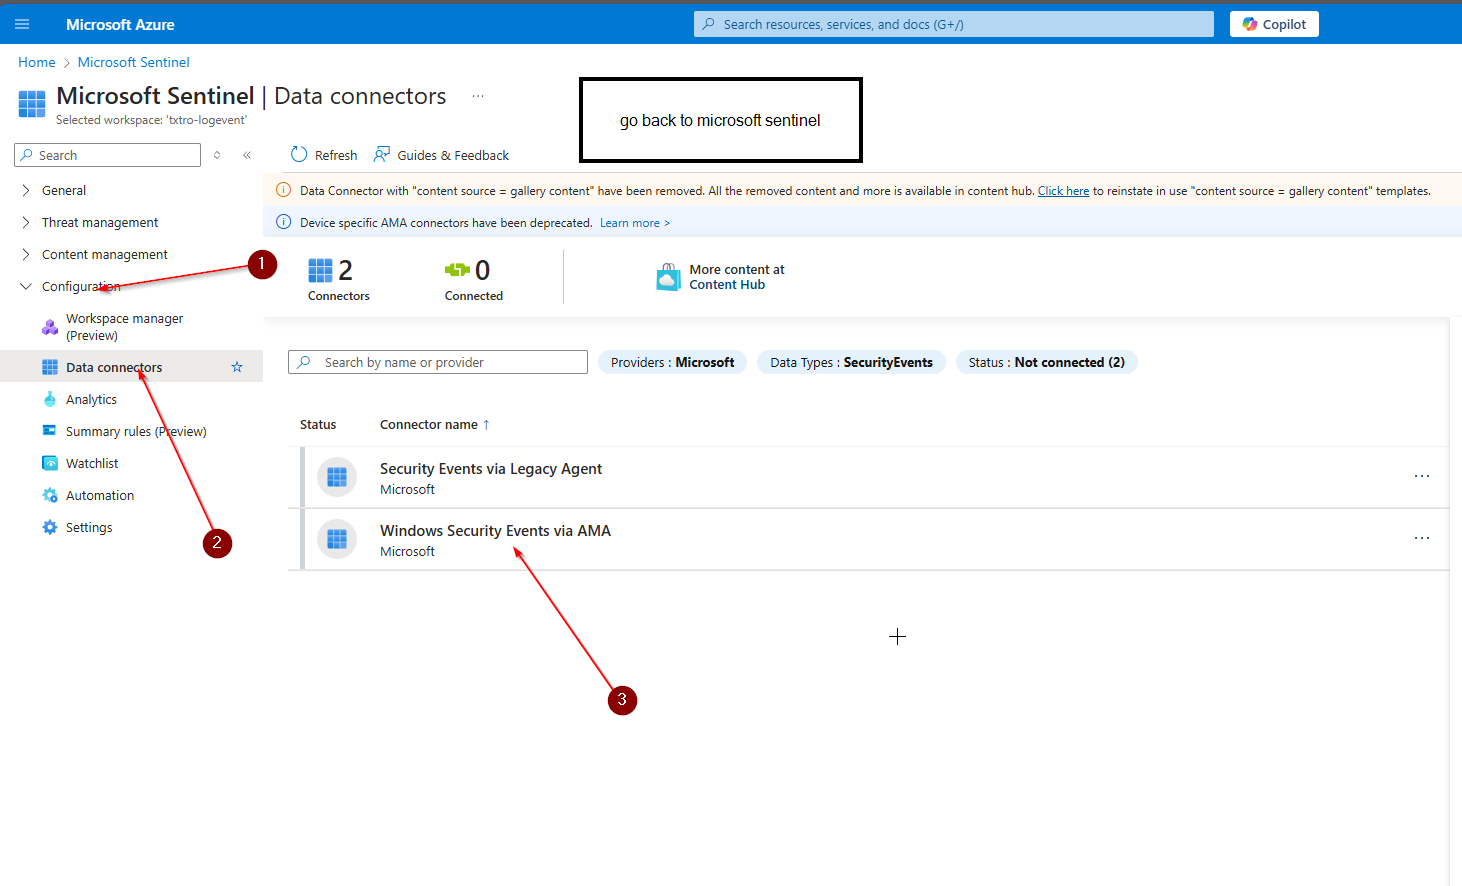 Microsoft Azure
Search resources, services, and docs (G+/)
Copilot
Home > Microsoft Sentinel
Microsoft Sentinel | Data connectors ...
Selected workspace: 'txtro-logevent'
go back to microsoft sentinel
Search
Refresh
Guides & Feedback
General
Threat management
Content management
Configuration
Workspace manager
(Preview)
Data connectors
Analytics
Summary rules (Preview)
Watchlist
Automation
Settings
1
2
Data Connector with "content source = gallery content" have been removed. All the removed content and more is available in content hub. Click here to reinstate in use "content source = gallery content" templates.
Device specific AMA connectors have been deprecated. Learn more >
2
Connectors
0
Connected
More content at
Content Hub
Search by name or provider
Providers : Microsoft
Data Types : SecurityEvents
Status : Not connected (2)
Status
Connector name ↑
Security Events via Legacy Agent
Microsoft
...
Windows Security Events via AMA
Microsoft
...
3